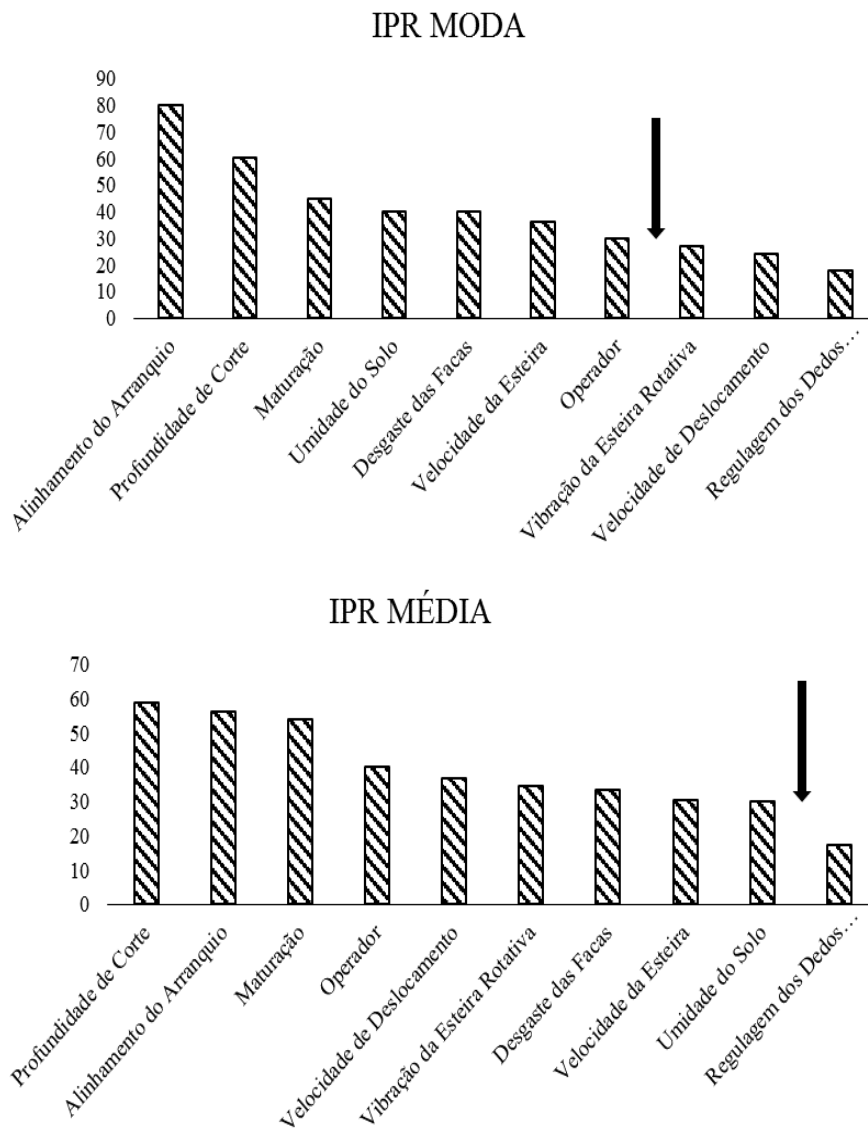 IPR MODA
90
80
70
60
50
40
30
20
10
0
Alinhamento do Arranquio
Profundidade de Corte
Maturação
Umidade do Solo
Desgaste das Facas
Velocidade da Esteira
Operador
Vibração da Esteira Rotativa
Velocidade de Deslocamento
Regulagem dos Dedos...
IPR MÉDIA
70
60
50
40
30
20
10
0
Profundidade de Corte
Alinhamento do Arranquio
Maturação
Operador
Velocidade de Deslocamento
Vibração da Esteira Rotativa
Desgaste das Facas
Velocidade da Esteira
Umidade do Solo
Regulagem dos Dedos...